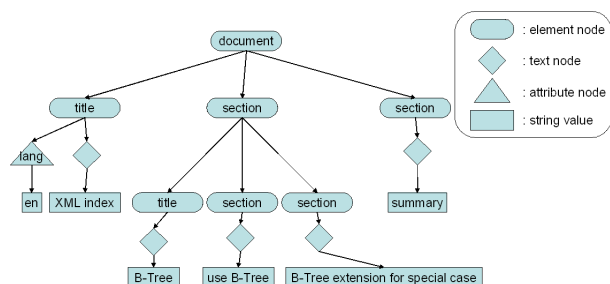 document
: element node
: text node
: attribute node
: string value
title
section
section
lang
en
XML index
title
section
section
summary
B-Tree
use B-Tree
B-Tree extension for special case